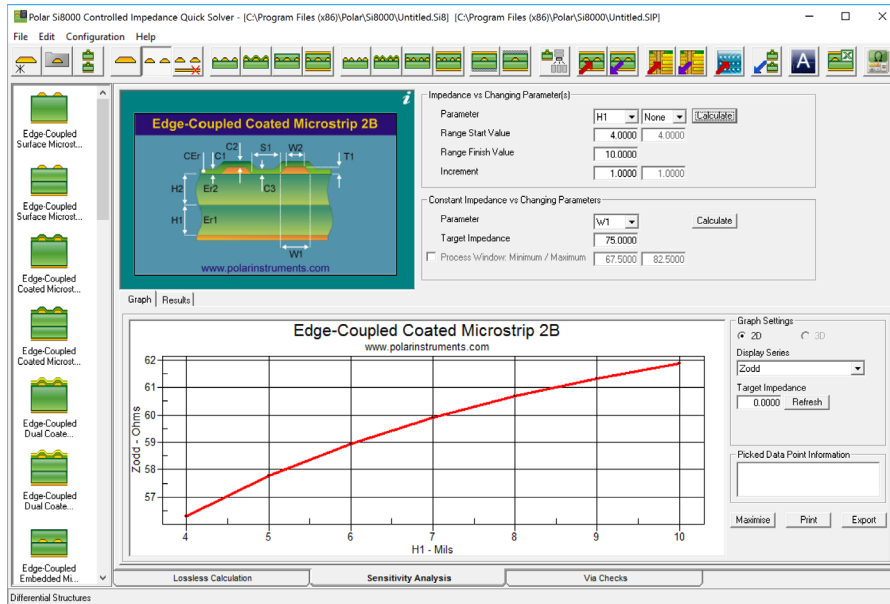 Polar Si8000 Controlled Impedance Quick Solver - [C:\Program Files (x86)\Polar\Si8000\Untitled.Si8] [C:\Program Files (x86)\Polar\Si8000\Untitled.SIP]
File Edit Configuration Help
A
Edge-Coupled
Surface Microst...
Edge-Coupled
Surface Microst...
Edge-Coupled
Coated Microst...
Edge-Coupled
Coated Microst...
Edge-Coupled
Dual Coate...
Edge-Coupled
Dual Coate...
Edge-Coupled
Embedded Mi...
i
Edge-Coupled Coated Microstrip 2B
CEr C1 C2 S1 W2 T1
H2 Er2 C3
H1 Er1
W1
www.polarinstruments.com
Impedance vs Changing Parameter(s)
Parameter H1 None Calculate
Range Start Value 4.0000 4.0000
Range Finish Value 10.0000
Increment 1.0000 1.0000
Constant Impedance vs Changing Parameters
Parameter W1 Calculate
Target Impedance 75.0000
Process Window: Minimum / Maximum 67.5000 82.5000
Graph Results
Edge-Coupled Coated Microstrip 2B
www.polarinstruments.com
Zodd - Ohms
62
61
60
59
58
57
4 5 6 7 8 9 10
H1 - Mils
Graph Settings
2D 3D
Display Series
Zodd
Target Impedance
0.0000 Refresh
Picked Data Point Information
Maximise Print Export
Lossless Calculation Sensitivity Analysis Via Checks
Differential Structures